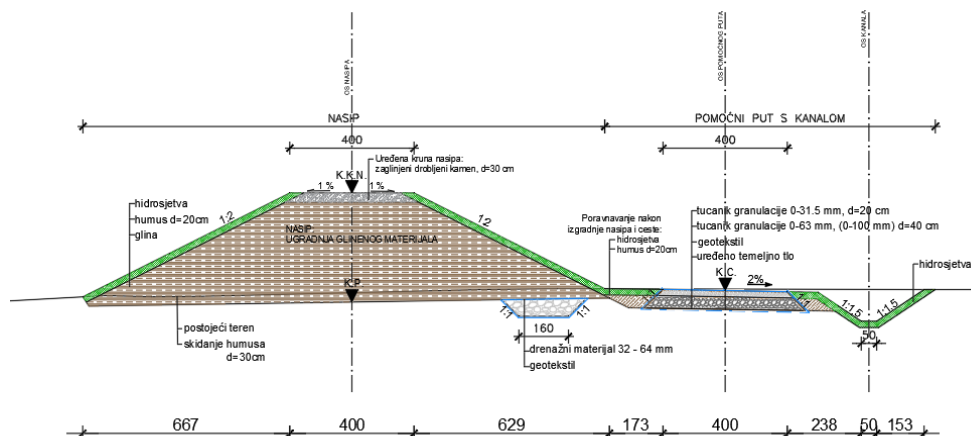 OS NASIPA
OS POMOĆNOG PUTA
OS KANALA
NASIP
POMOĆNI PUT S KANALOM
400
400
Uređena kruna nasipa:
zaglinjeni drobljeni kamen, d=30 cm
K.K.N.
1 %
1 %
hidrosjetva
humus d=20cm
glina
1:2
1:2
NASIP:
UGRADNJA GLINENOG MATERIJALA
Poravnavanje nakon
izgradnje nasipa i ceste:
hidrosjetva
humus d=20cm
tucanik granulacije 0-31.5 mm, d=20 cm
tucanik granulacije 0-63 mm, (0-100 mm) d=40 cm
geotekstil
uređeno temeljno tlo
hidrosjetva
K.C.
2%
K.P.
1:1
1:1
1:1
1:1
1:1.5
1:1.5
50
160
postojeći teren
skidanje humusa
d=30cm
drenažni materijal 32 - 64 mm
geotekstil
667
400
629
173
400
238
50
153